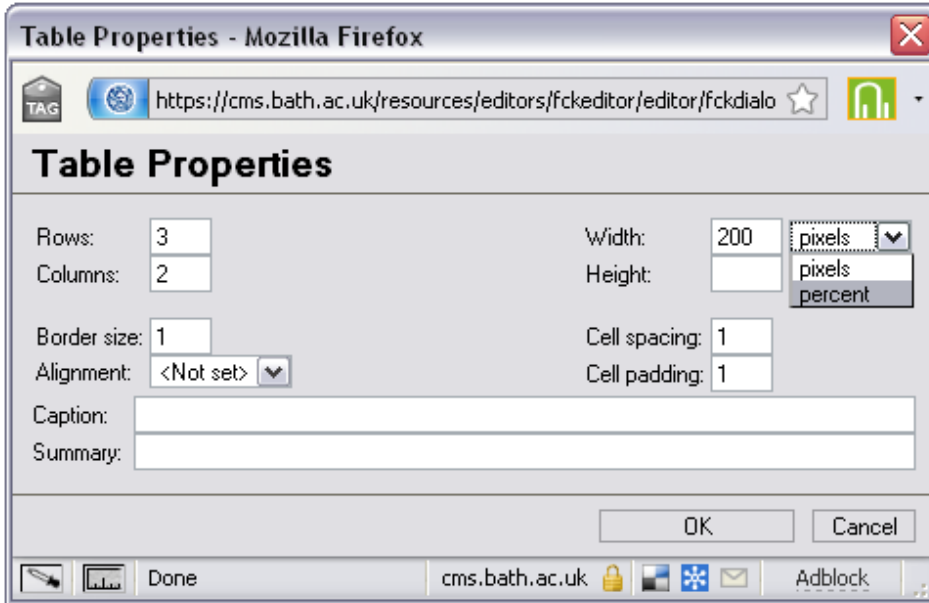 Table Properties - Mozilla Firefox
TAG https://cms.bath.ac.uk/resources/editors/fckeditor/editor/fckdialo
Table Properties
Rows: 3 Width: 200 pixels
Columns: 2 Height: pixels
percent
Border size: 1 Cell spacing: 1
Alignment: <Not set> Cell padding: 1
Caption:
Summary:
OK Cancel
Done cms.bath.ac.uk Adblock